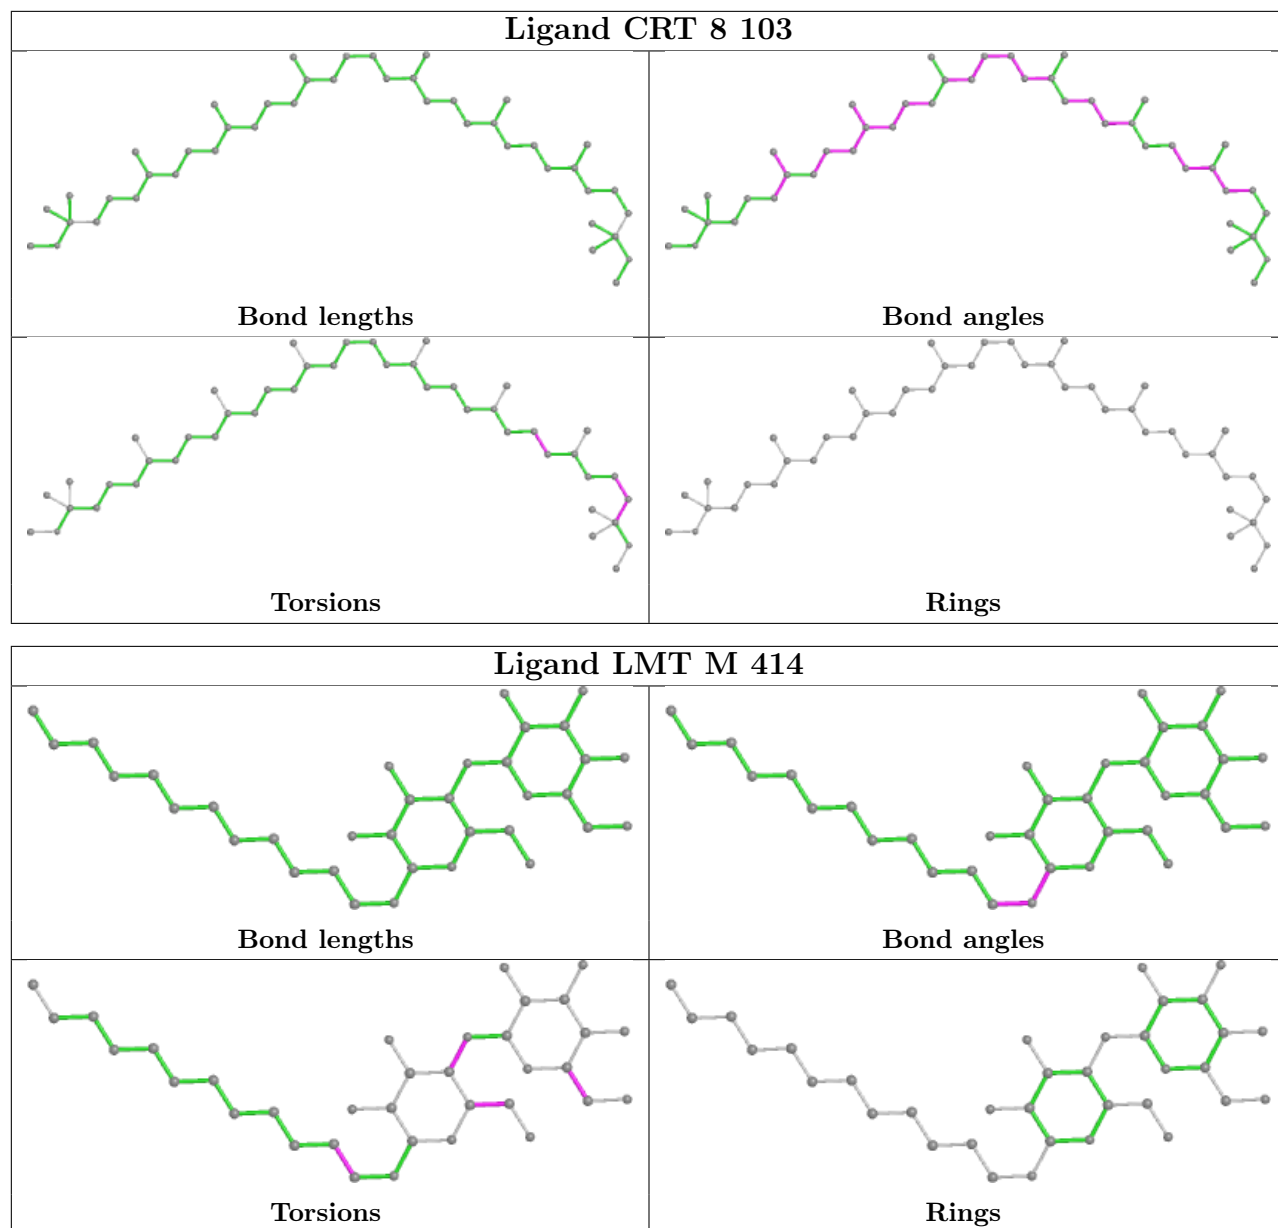 Ligand CRT 8 103
Bond lengths
Bond angles
Torsions
Rings
Ligand LMT M 414
Bond lengths
Bond angles
Torsions
Rings